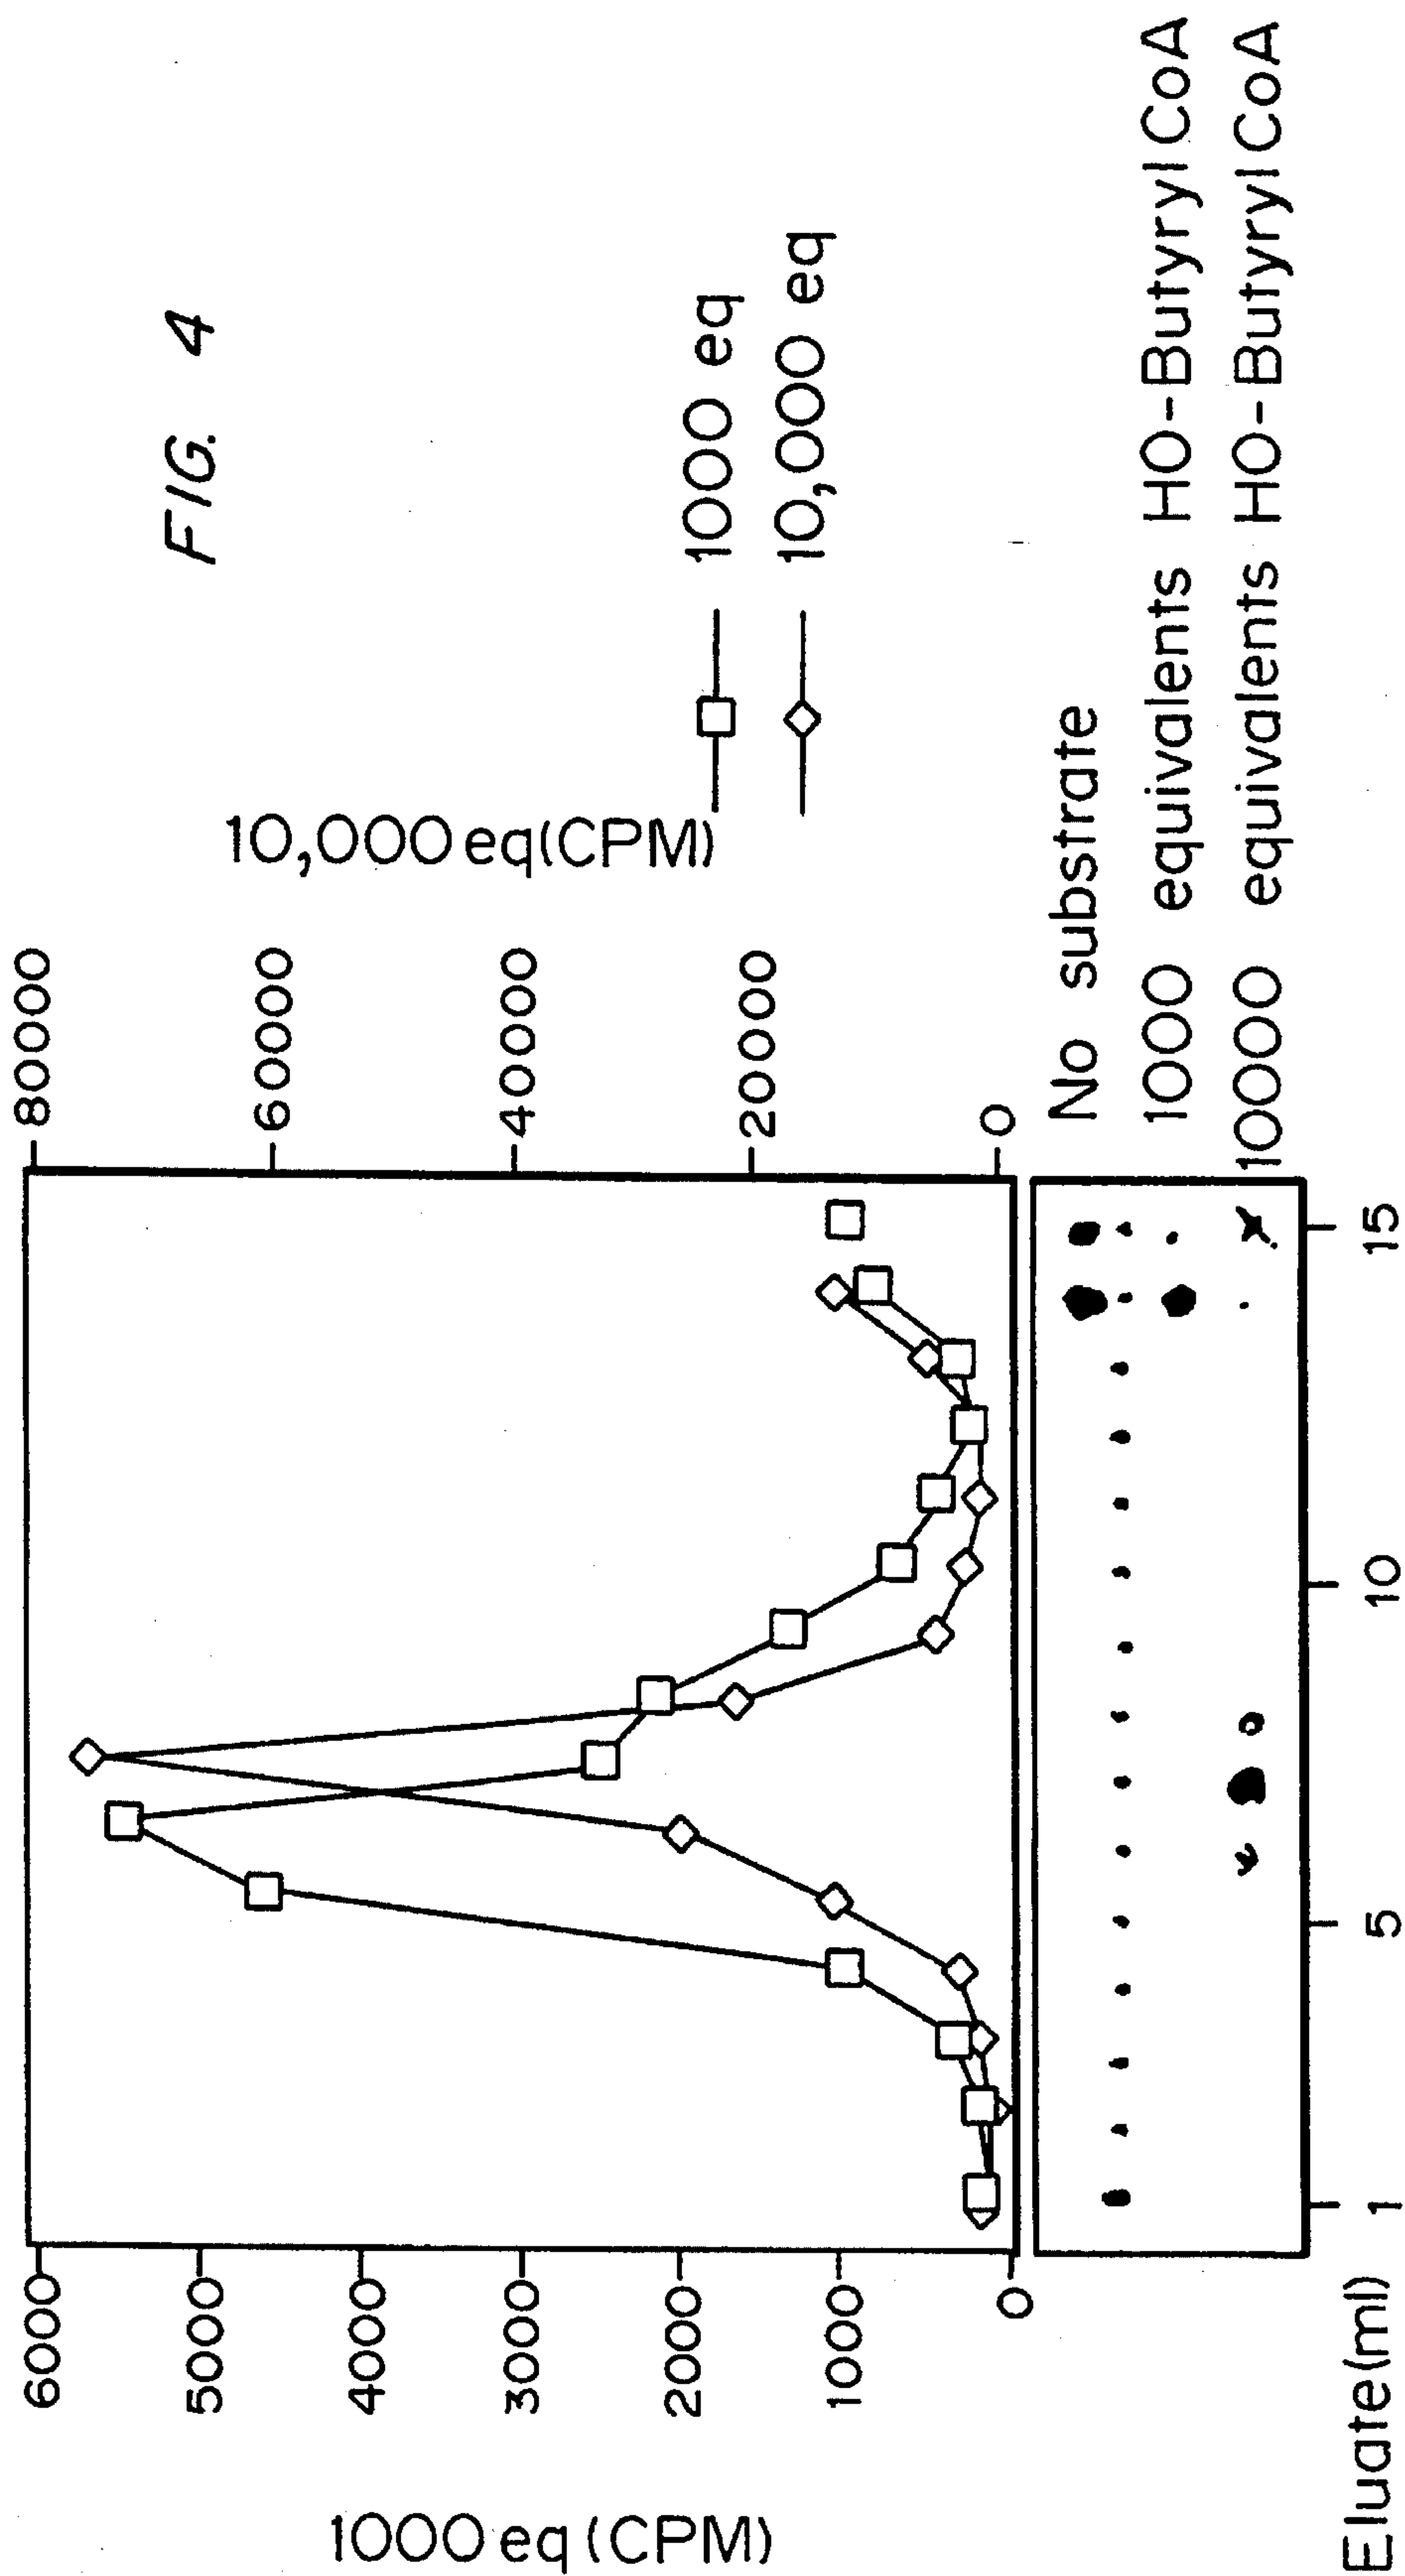 FIG. 4
10,000 eq(CPM)
80000
60000
40000
20000
0
1000 eq
10,000 eq
1000 eq (CPM)
6000
5000
4000
3000
2000
1000
0
No substrate
1000 equivalents HO-Butyryl CoA
10000 equivalents HO-Butyryl CoA
Eluate(ml)
1 5 10 15